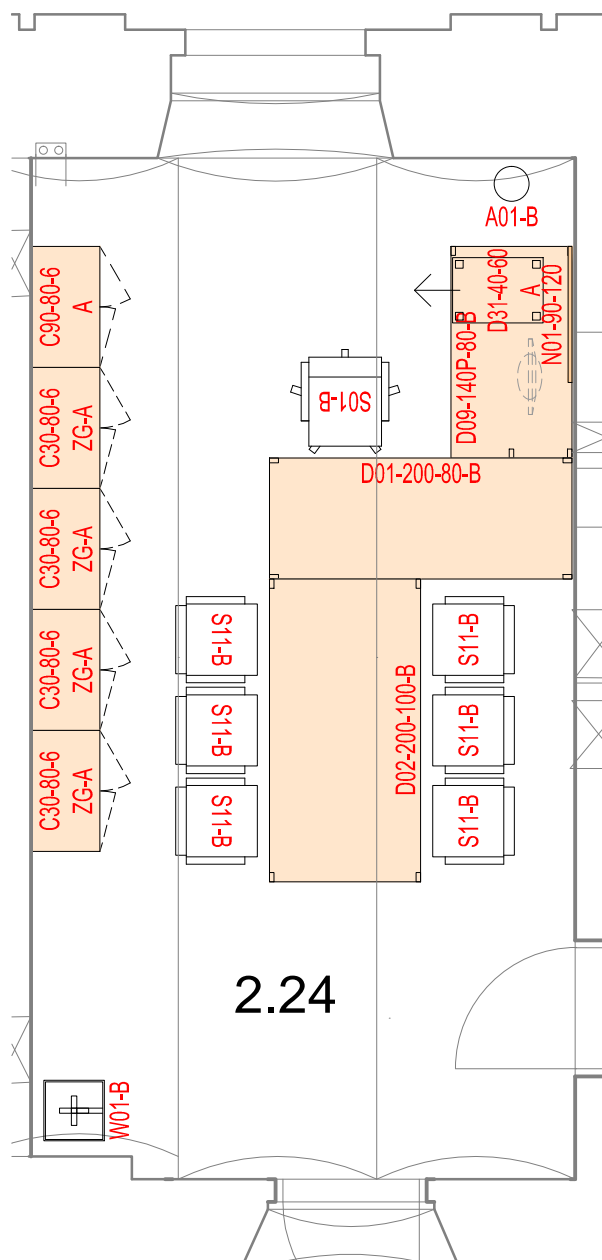 A01-B
C90-80-6
A
D31-40-60
A
N01-90-120
D09-140P-80-B
S01-B
C30-80-6
ZG-A
D01-200-80-B
C30-80-6
ZG-A
S11-B
S11-B
C30-80-6
ZG-A
D02-200-100-B
S11-B
S11-B
C30-80-6
ZG-A
S11-B
S11-B
2.24
W01-B